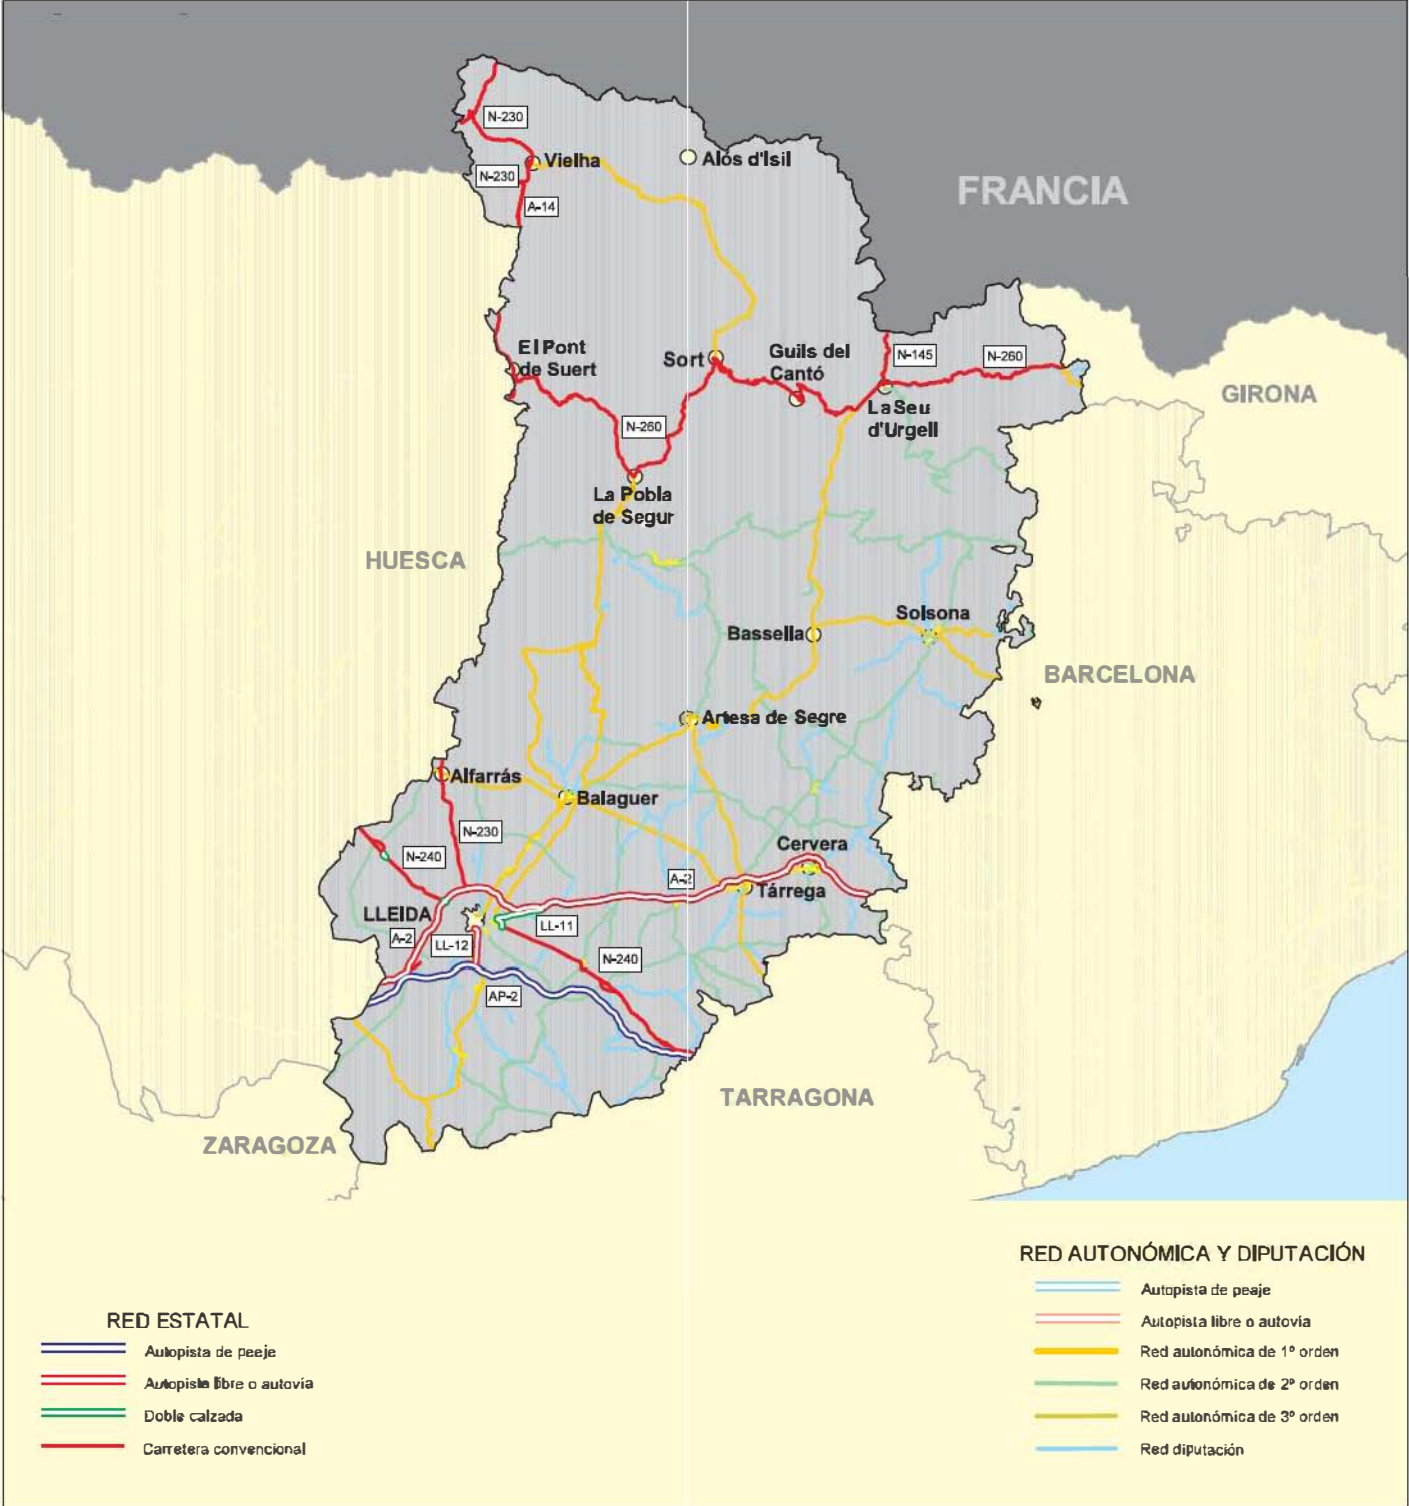 N-230
Vielha
Alós d'Isil
N-230
A-14
FRANCIA
El Pont
de Suert
Sort
Guils del
Cantó
N-145
N-260
La Seu
d'Urgell
GIRONA
N-260
La Pobla
de Segur
HUESCA
Solsona
Bassella
BARCELONA
Artesa de Segre
Alfarrás
Balaguer
N-230
Cervera
N-240
A-2
Tárrega
LLEIDA
A-2
LL-12
LL-11
N-240
AP-2
TARRAGONA
ZARAGOZA
RED ESTATAL
Autopista de peeje
Autopista libre o autovía
Doble calzada
Carretera convencional
RED AUTONÓMICA Y DIPUTACIÓN
Autopista de peaje
Autopista libre o autovía
Red autonómica de 1º orden
Red autonómica de 2º orden
Red autonómica de 3º orden
Red diputación